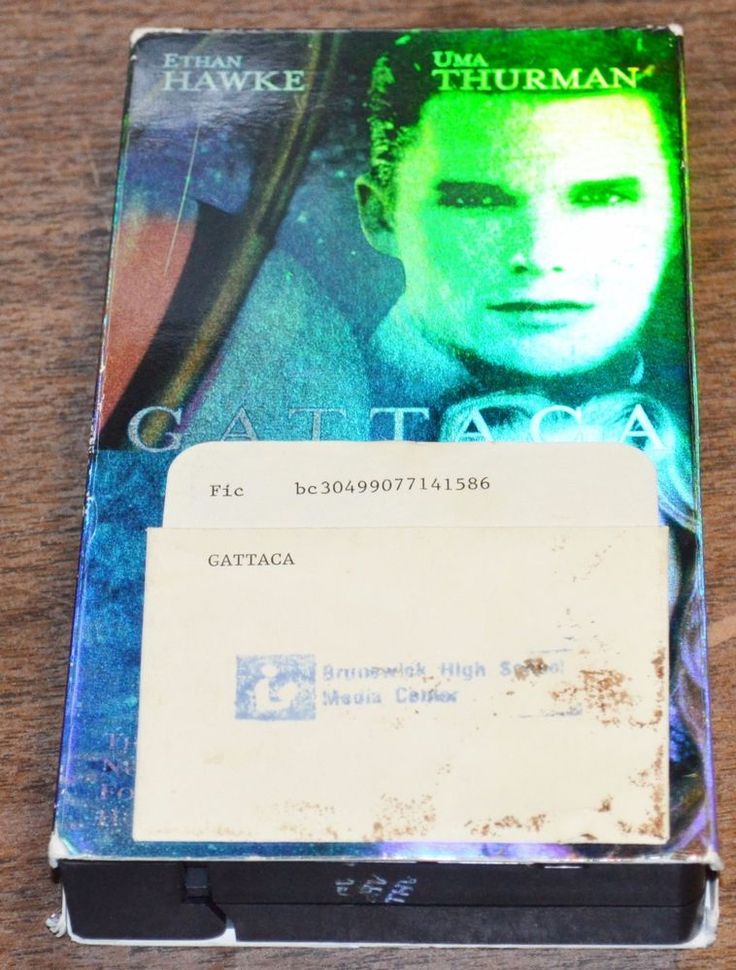 ETHAN
HAWKE
UMA
THURMAN
GATTACA
Fic bc30499077141586
GATTACA
Brunswick High School
Media Center